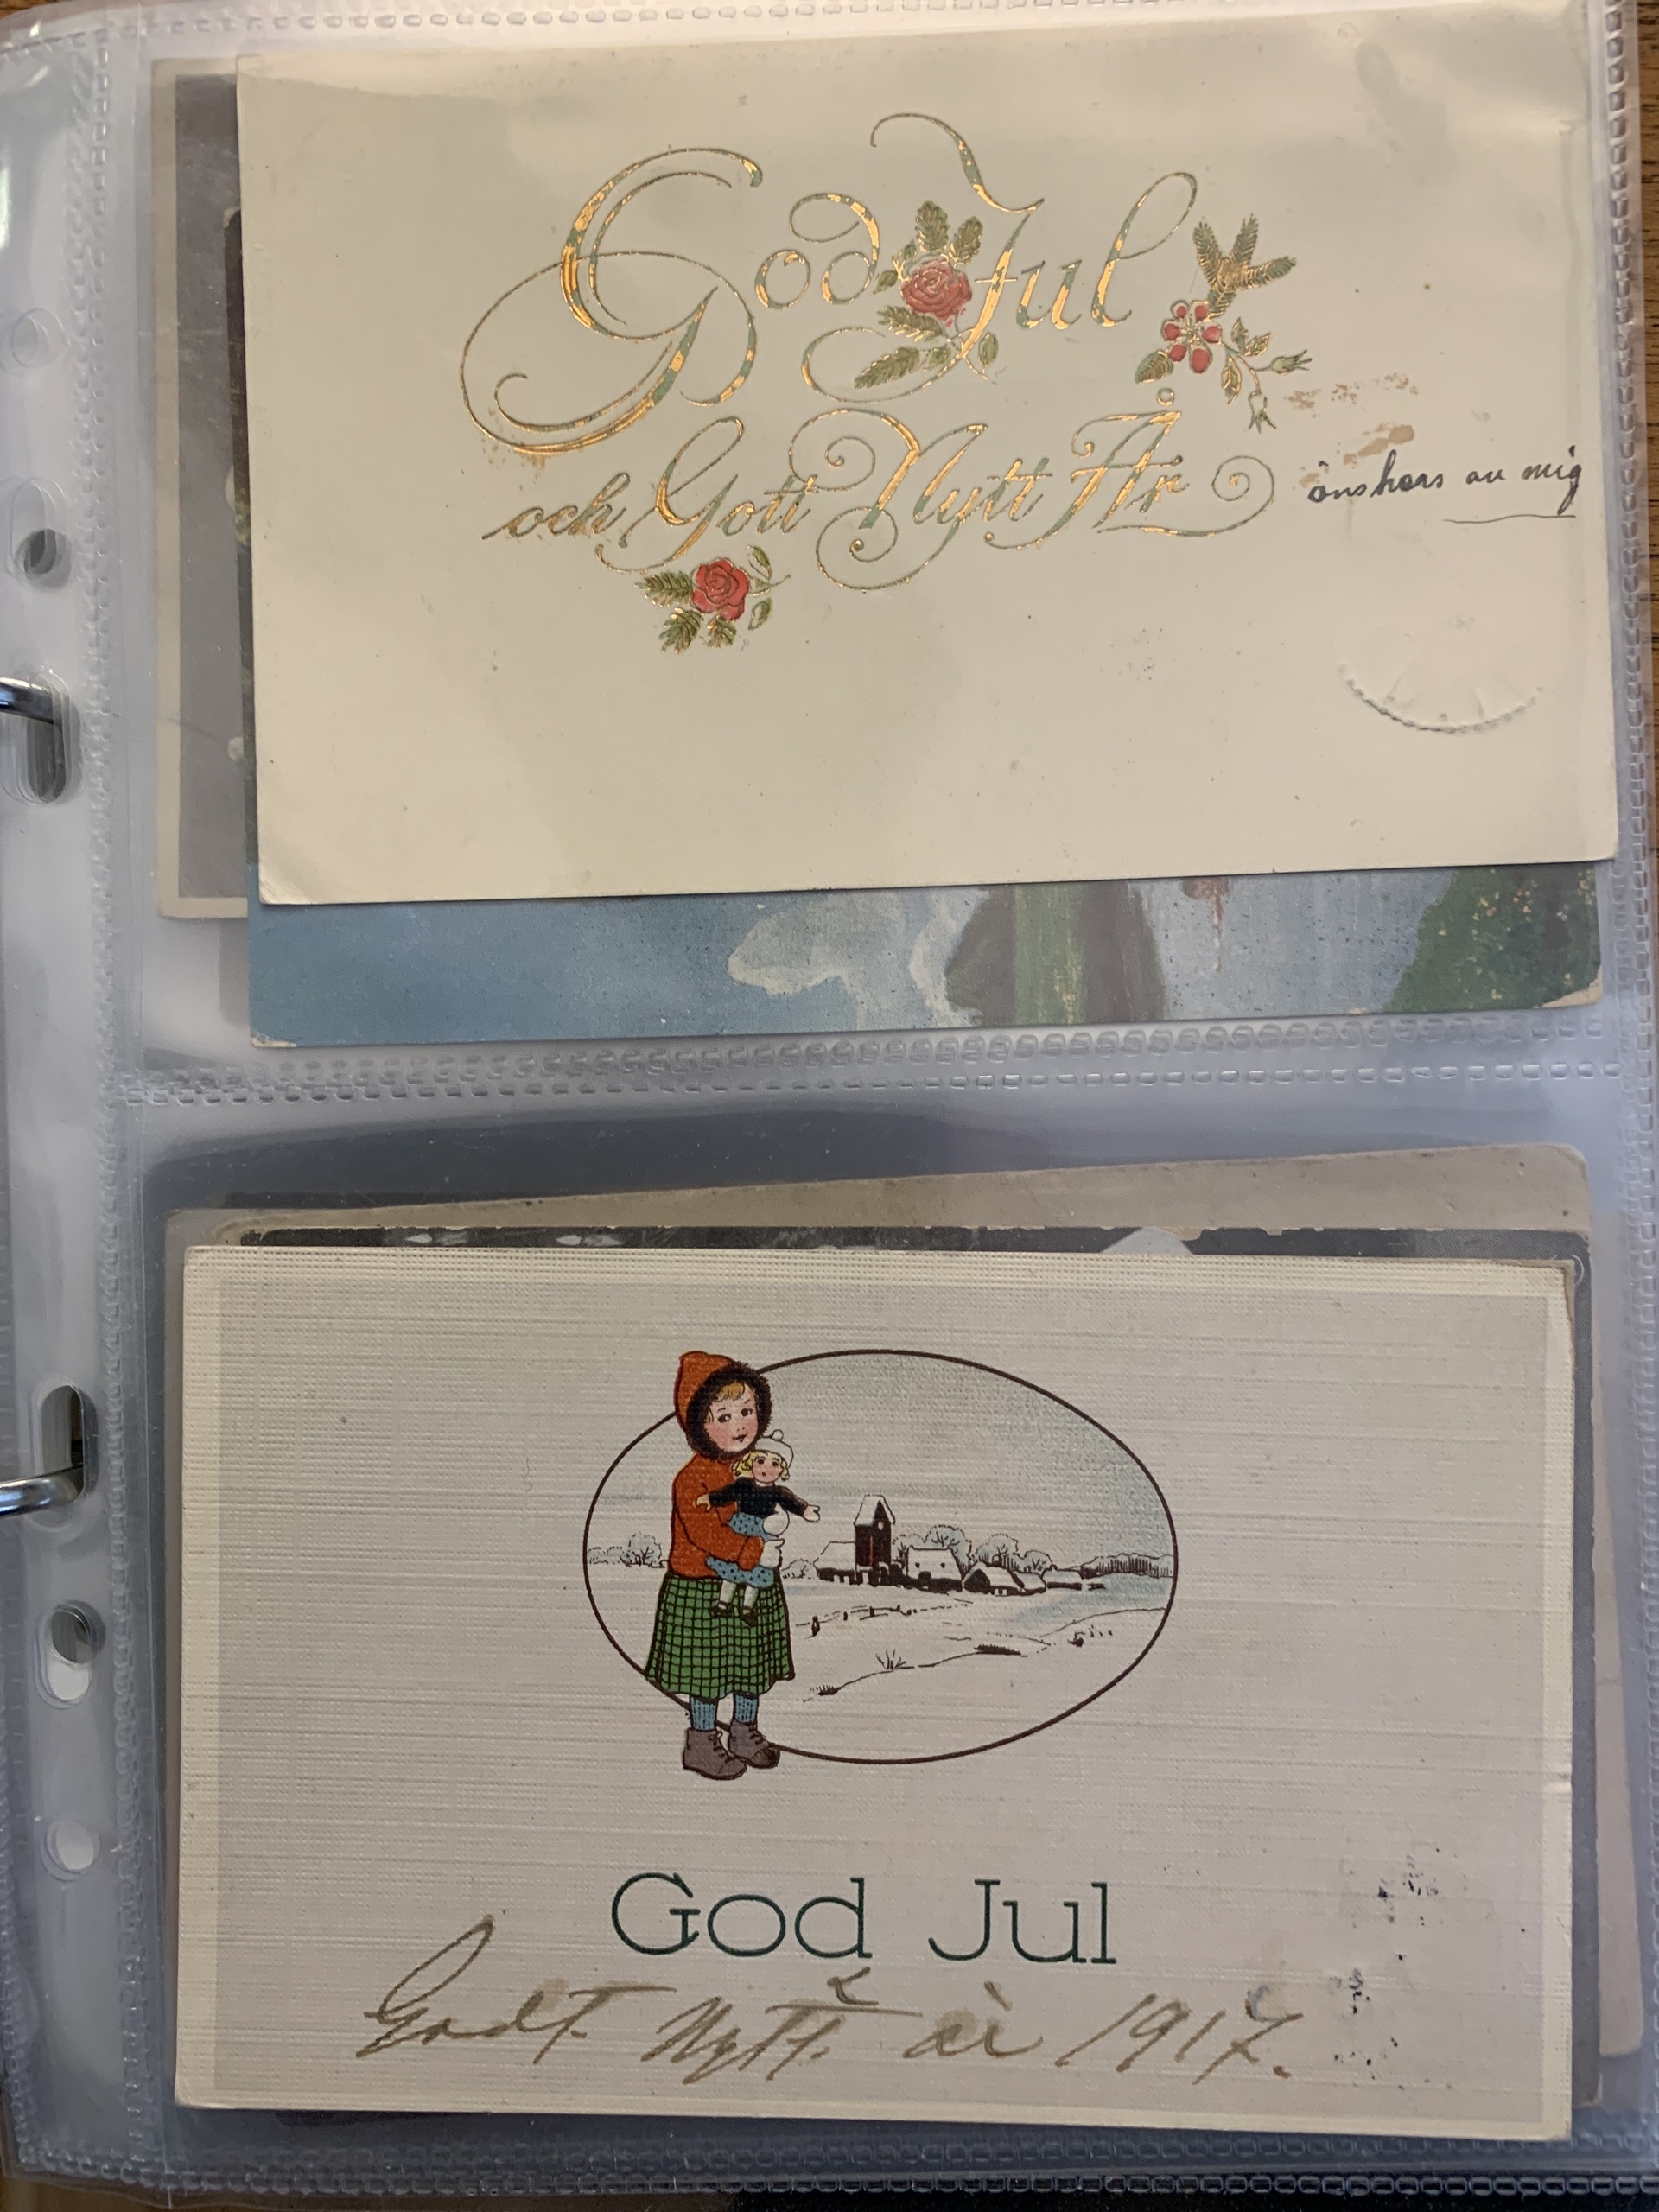 God Jul
och Gott Nytt År
önskas av mig
God Jul
Godt. Nytt. år 1917.